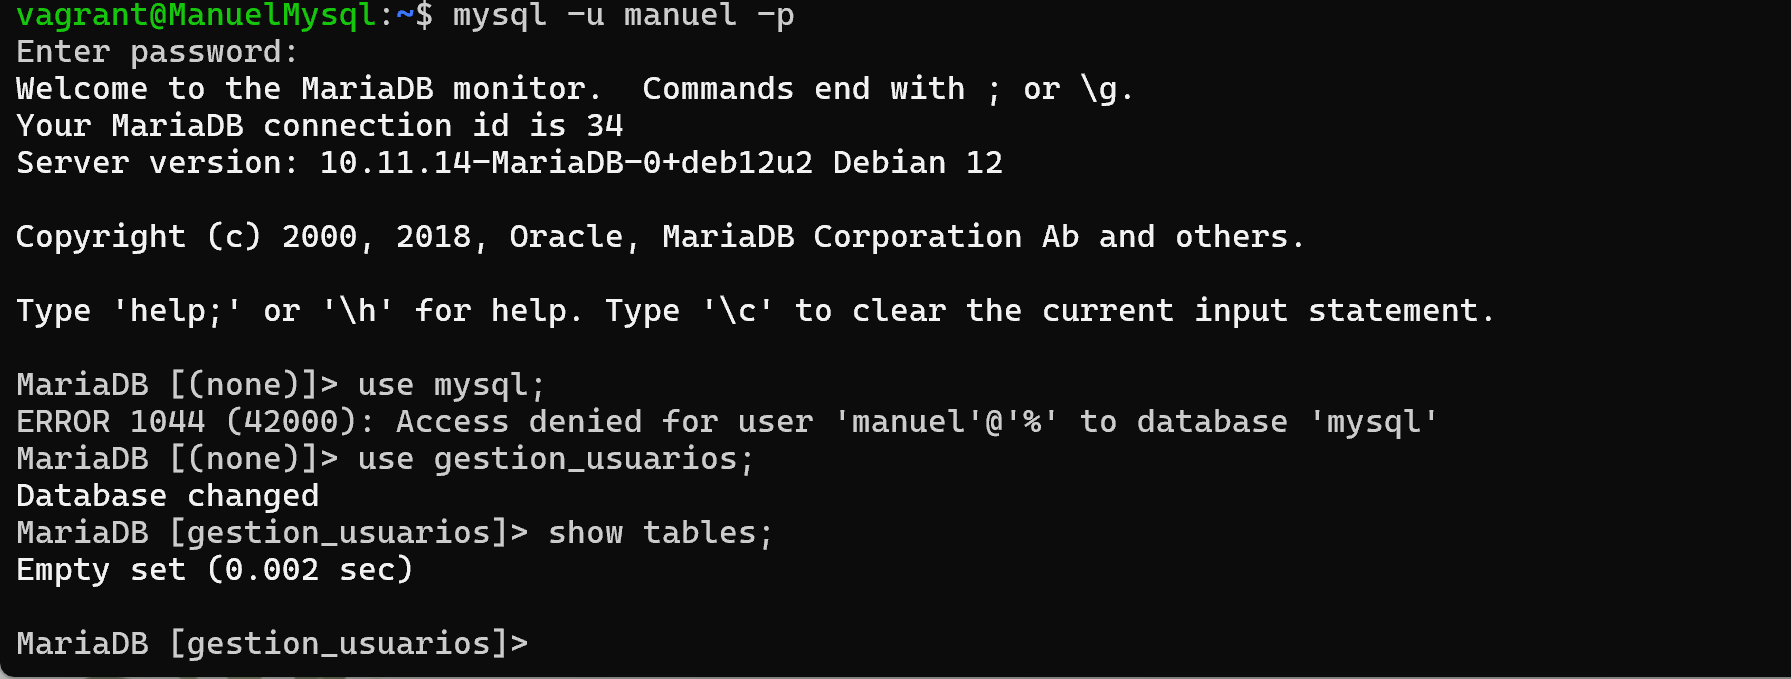 vagrant@ManuelMysql:~$ mysql -u manuel -p
Enter password:
Welcome to the MariaDB monitor.  Commands end with ; or \g.
Your MariaDB connection id is 34
Server version: 10.11.14-MariaDB-0+deb12u2 Debian 12

Copyright (c) 2000, 2018, Oracle, MariaDB Corporation Ab and others.

Type 'help;' or '\h' for help. Type '\c' to clear the current input statement.

MariaDB [(none)]> use mysql;
ERROR 1044 (42000): Access denied for user 'manuel'@'%' to database 'mysql'
MariaDB [(none)]> use gestion_usuarios;
Database changed
MariaDB [gestion_usuarios]> show tables;
Empty set (0.002 sec)

MariaDB [gestion_usuarios]>